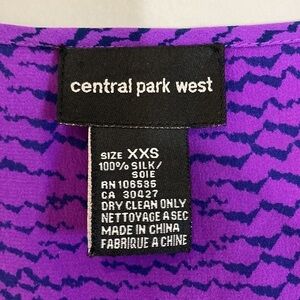 central park west
SIZE XXS
100% SILK/
SOIE
RN 106535
CA 30427
DRY CLEAN ONLY
NETTOYAGE A SEC
MADE IN CHINA
FABRIQUE A CHINE